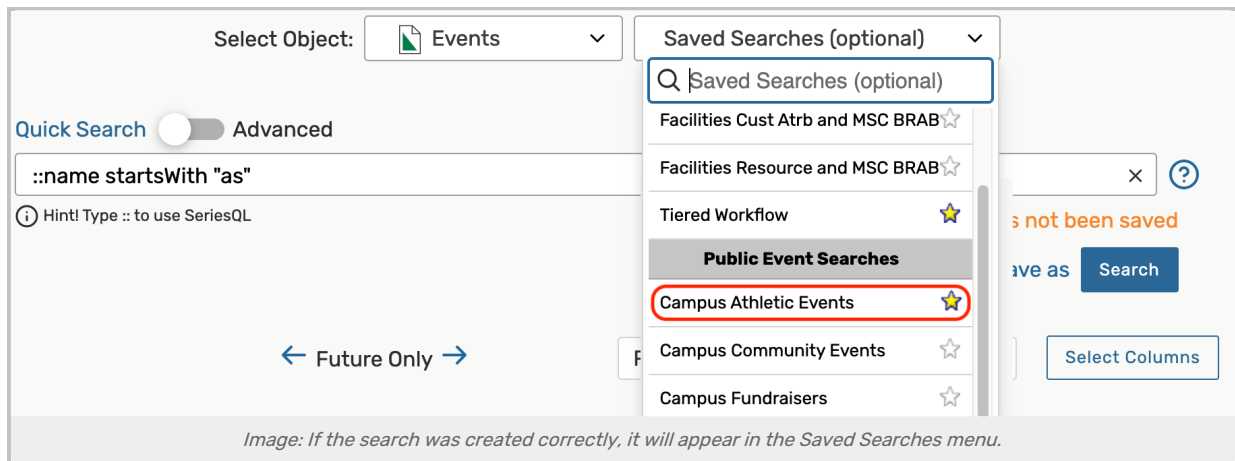 Select Object: Events Saved Searches (optional)
Saved Searches (optional)
Quick Search Advanced
Facilities Cust Atrb and MSC BRAB
::name startsWith "as"
Facilities Resource and MSC BRAB
Hint! Type :: to use SeriesQL
Tiered Workflow
not been saved
Public Event Searches
as Search
Campus Athletic Events
← Future Only →
Campus Community Events
Select Columns
Campus Fundraisers
Image: If the search was created correctly, it will appear in the Saved Searches menu.